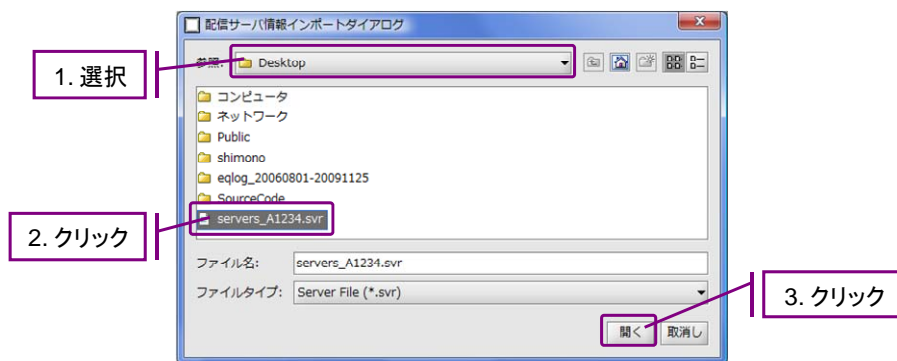 配信サーバ情報インポートダイアログ
1. 選択
参照: Desktop
コンピュータ
ネットワーク
Public
shimono
eqlog_20060801-20091125
SourceCode
servers_A1234.svr
2. クリック
ファイル名: servers_A1234.svr
ファイルタイプ: Server File (*.svr)
3. クリック
開く 取消し